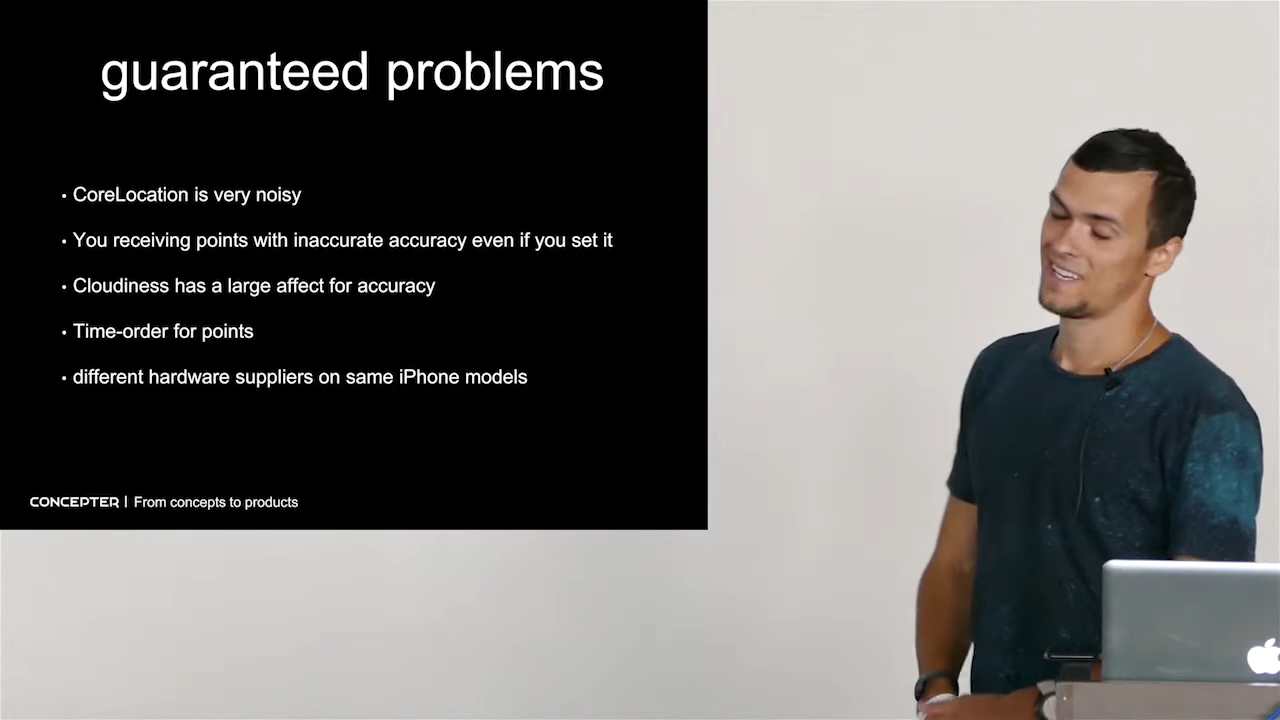 guaranteed problems
• CoreLocation is very noisy
• You receiving points with inaccurate accuracy even if you set it
• Cloudiness has a large affect for accuracy
• Time-order for points
• different hardware suppliers on same iPhone models
CONCEPTER | From concepts to products